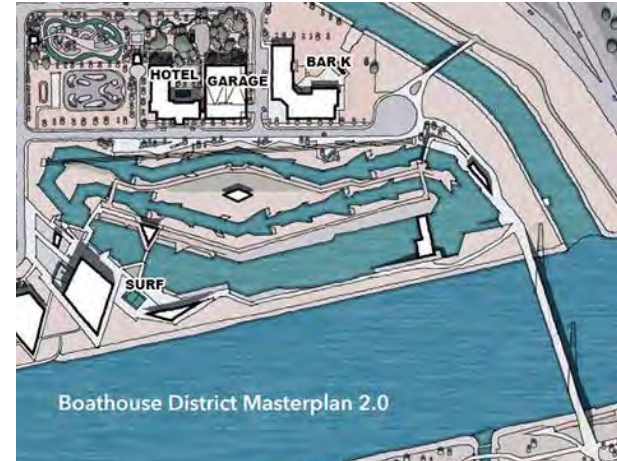 HOTEL
GARAGE
BAR K
SURF
Boathouse District Masterplan 2.0